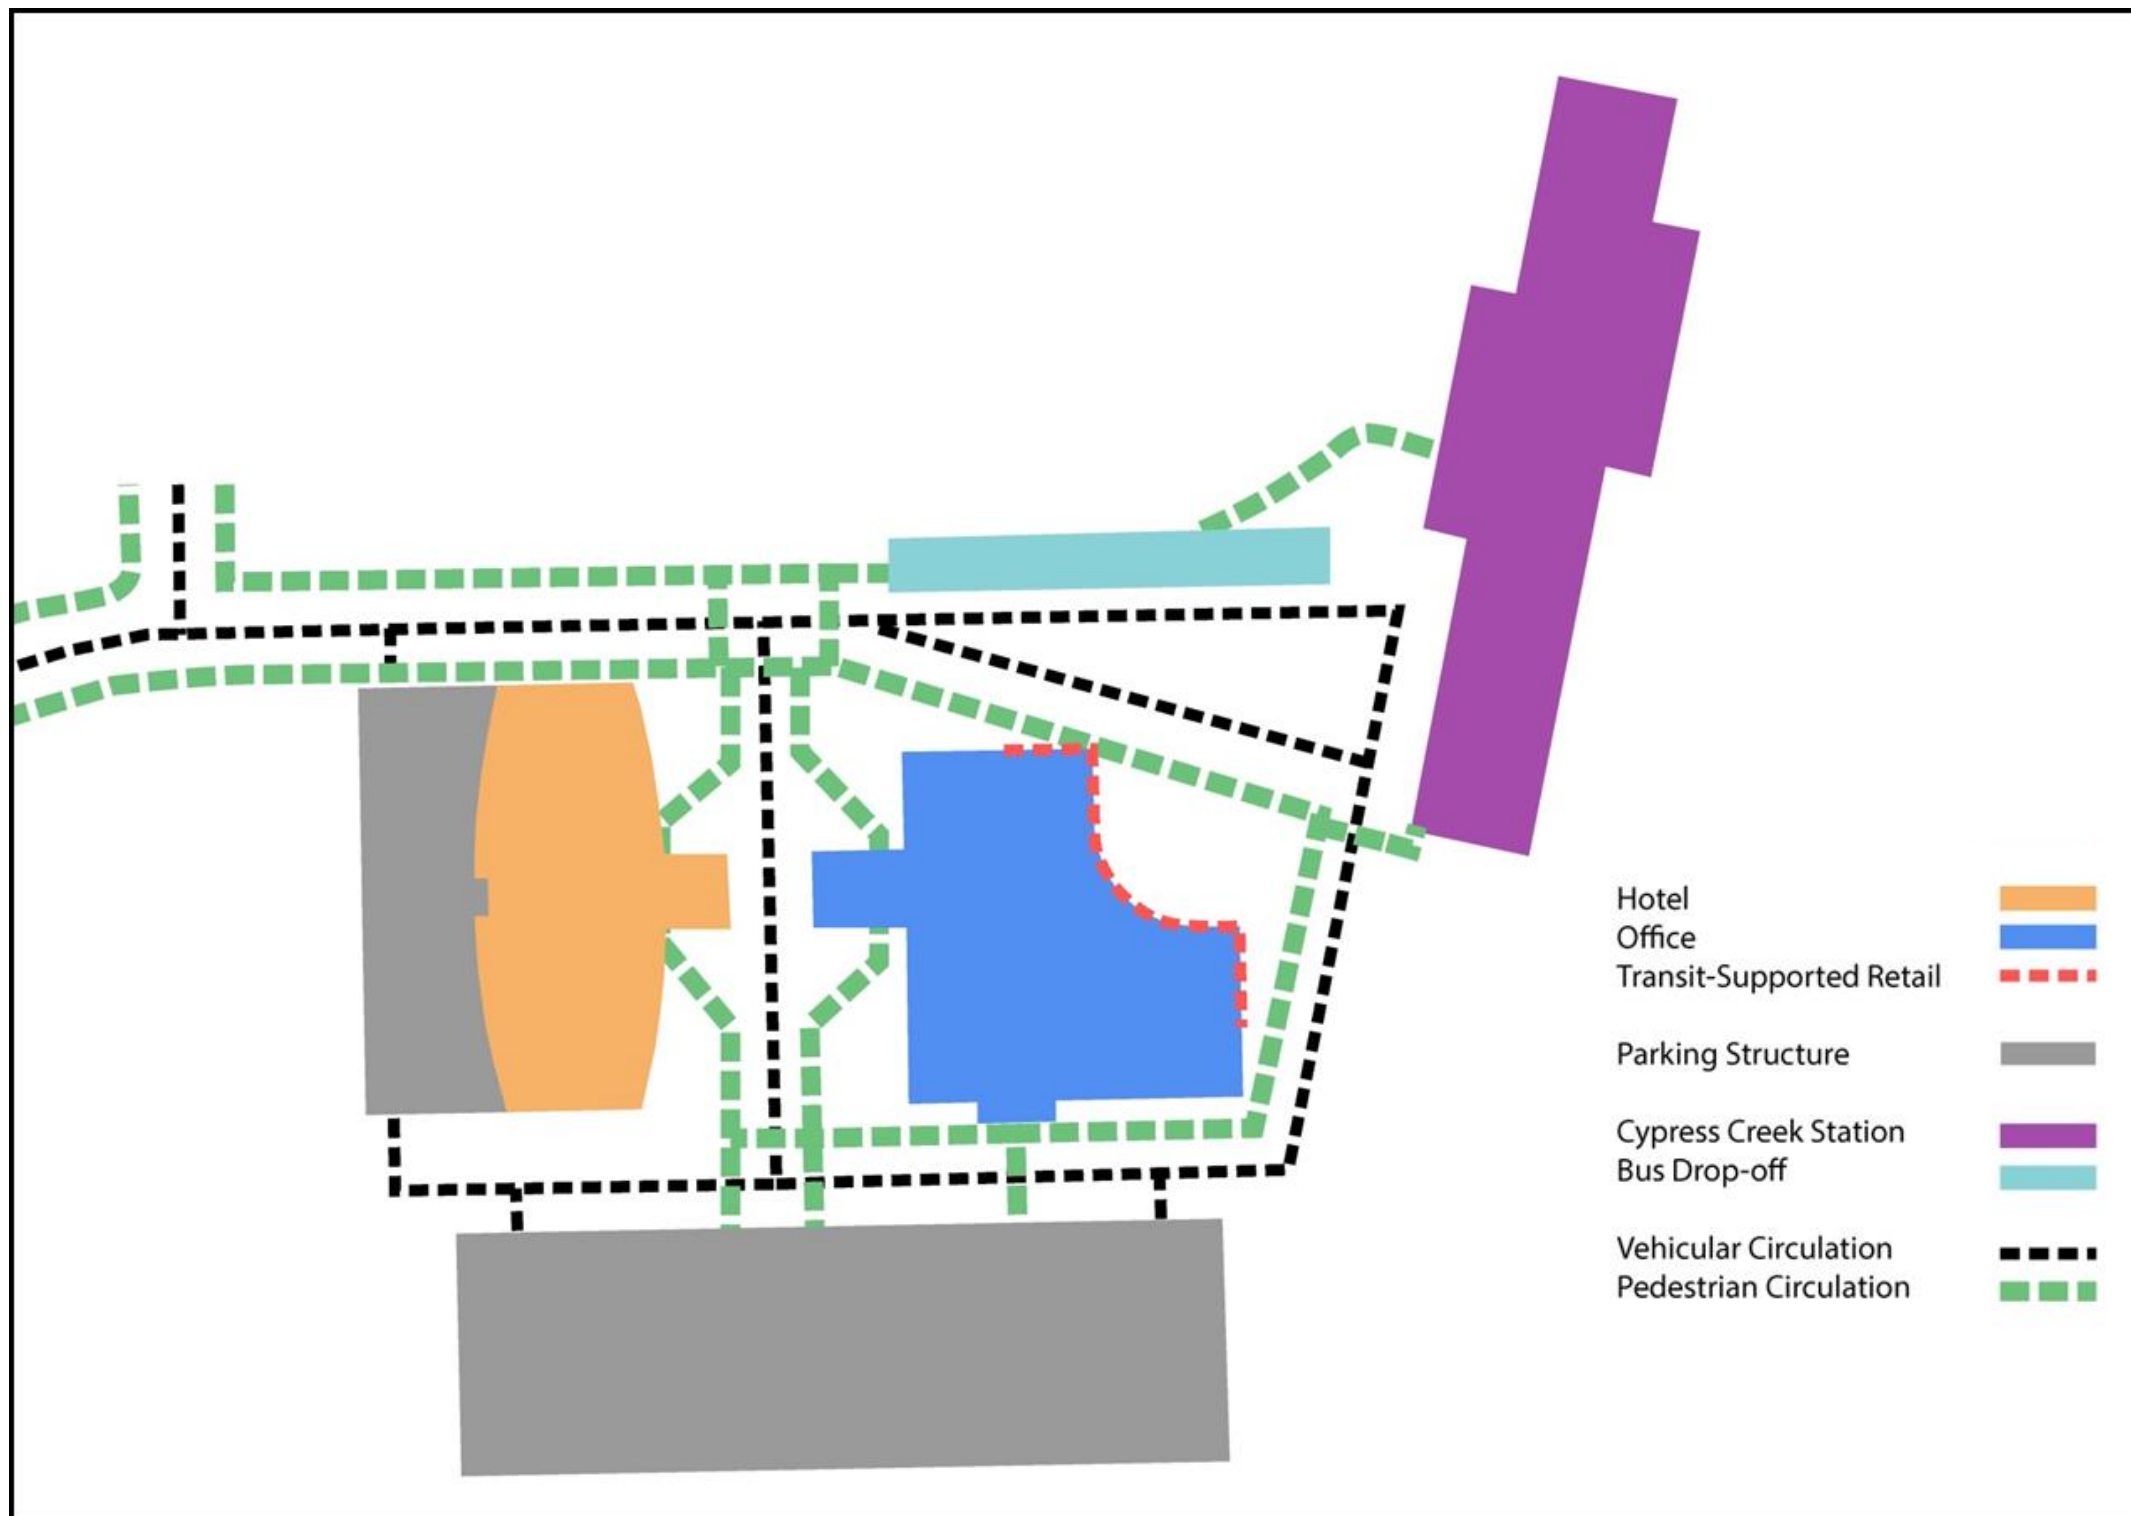 Hotel
Office
Transit-Supported Retail
Parking Structure
Cypress Creek Station
Bus Drop-off
Vehicular Circulation
Pedestrian Circulation